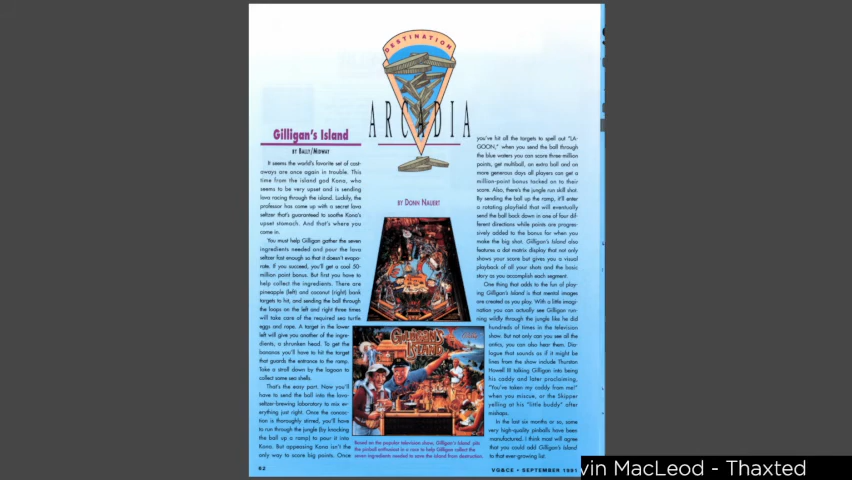 DESTINATION
ARCADIA
BY DONN NAUERT
Gilligan's Island
BY BALLY/MIDWAY
It seems the world's favorite set of cast-
aways are once again in trouble. This
time from the island god Kona, who
seems to be very upset and is sending
lava racing through the island. Luckily, the
professor has come up with a secret lava
seltzer that's guaranteed to soothe Kona's
upset stomach. And that's where you
come in.
You must help Gilligan gather the seven
ingredients needed and pour the lava
seltzer fast enough so that it doesn't evapo-
rate. If you succeed, you'll get a cool 50-
million point bonus. But first you have to
help collect the ingredients. There are
pineapple (left) and coconut (right) bank
targets to hit, and sending the ball through
the loops on the left and right three times
will take care of the required sea turtle
eggs and rope. A target in the lower
left will give you another of the ingre-
dients, a shrunken head. To get the
bananas you'll have to hit the target
that guards the entrance to the ramp.
Take a stroll down by the lagoon to
collect some sea shells.
That's the easy part. Now you'll
have to send the ball into the lava-
seltzer-brewing laboratory to mix ev-
erything just right. Once the concoc-
tion is thoroughly stirred, you'll have
to run through the jungle (by knocking
the ball up a ramp) to pour it into
Kona. But appeasing Kona isn't the
only way to score big points. Once
you've hit all the targets to spell out "LA-
GOON," when you send the ball through
the blue waters you can score three-million
points, get multiball, an extra ball and on
more generous days all players can get a
million-point bonus tacked on to their
score. Also, there's the jungle run skill shot.
By sending the ball up the ramp, it'll enter
a rotating playfield that will eventually
send the ball back down in one of four dif-
ferent directions while points are progres-
sively added to the bonus for when you
make the big shot. Gilligan's Island also
features a dot matrix display that not only
shows your score but gives you a visual
playback of all your shots and the basic
story as you accomplish each segment.
One thing that adds to the fun of play-
ing Gilligan's Island is that mental images
are created as you play. With a little imagi-
nation you can actually see Gilligan run-
ning wildly through the jungle like he did
hundreds of times in the television
show. But not only can you see all the
antics, you can also hear them. Dia-
logue that sounds as if it might be
lines from the show include Thurston
Howell III talking Gilligan into being
his caddy and later proclaiming,
"You've taken my caddy from me!"
when you miscue, or the Skipper
yelling at his "little buddy" after
mishaps.
In the last six months or so, some
very high-quality pinballs have been
manufactured. I think most will agree
that you could add Gilligan's Island
to that ever-growing list.
GILLIGAN'S
ISLAND
Based on the popular television show, Gilligan's Island pits
the pinball enthusiast in a race to help Gilligan collect the
seven ingredients needed to save the island from destruction.
62
VG&CE • SEPTEMBER 1991
vin MacLeod - Thaxted